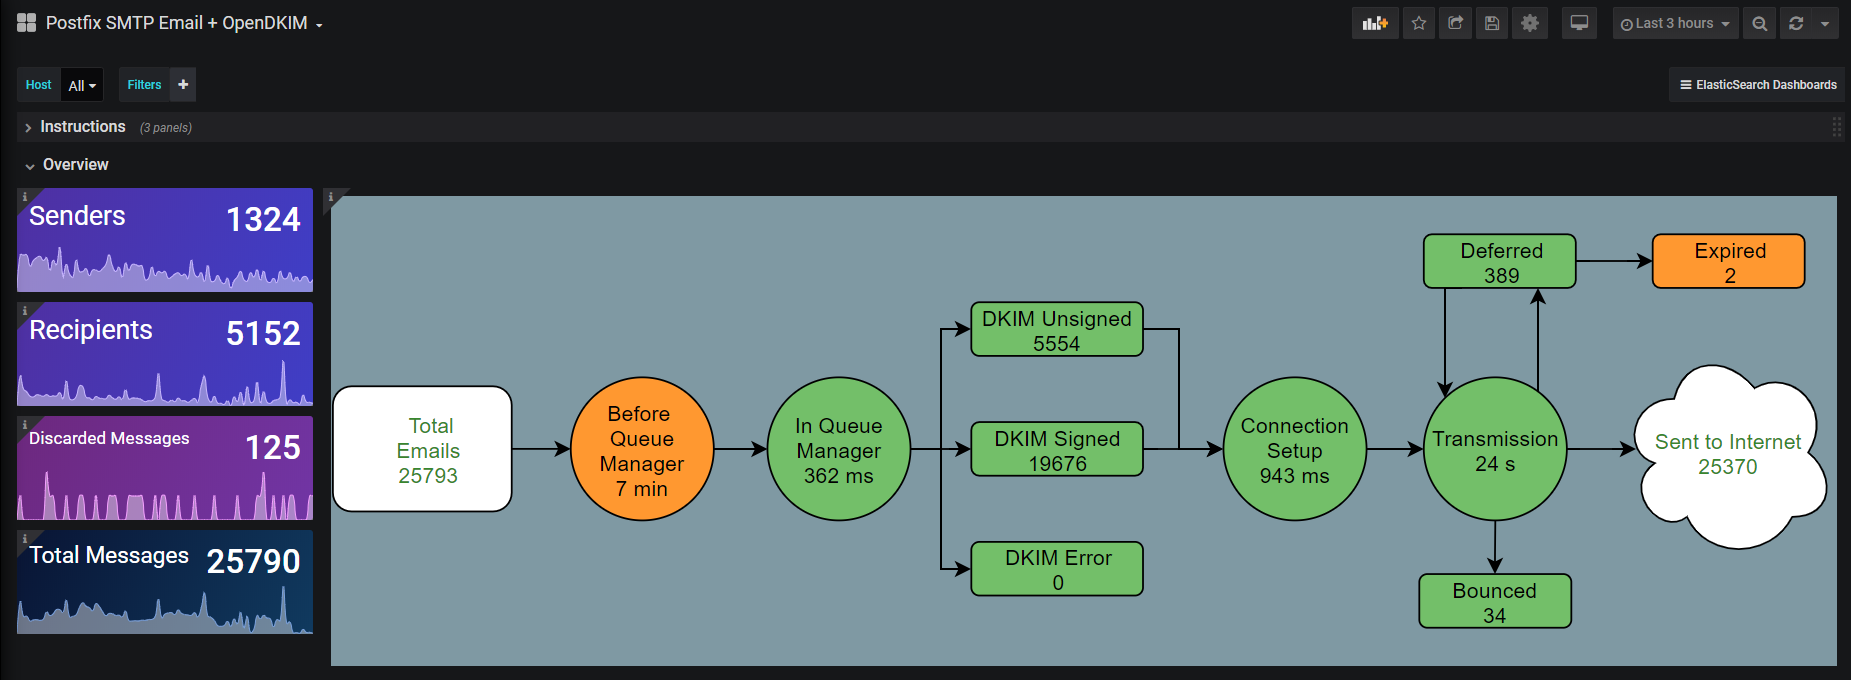 Postfix SMTP Email + OpenDKIM
Last 3 hours
Host
All
Filters
ElasticSearch Dashboards
Instructions (3 panels)
Overview
Senders
1324
Recipients
5152
Discarded Messages
125
Total Messages
25790
Total
Emails
25793
Before
Queue
Manager
7 min
In Queue
Manager
362 ms
DKIM Unsigned
5554
DKIM Signed
19676
DKIM Error
0
Connection
Setup
943 ms
Transmission
24 s
Deferred
389
Expired
2
Sent to Internet
25370
Bounced
34